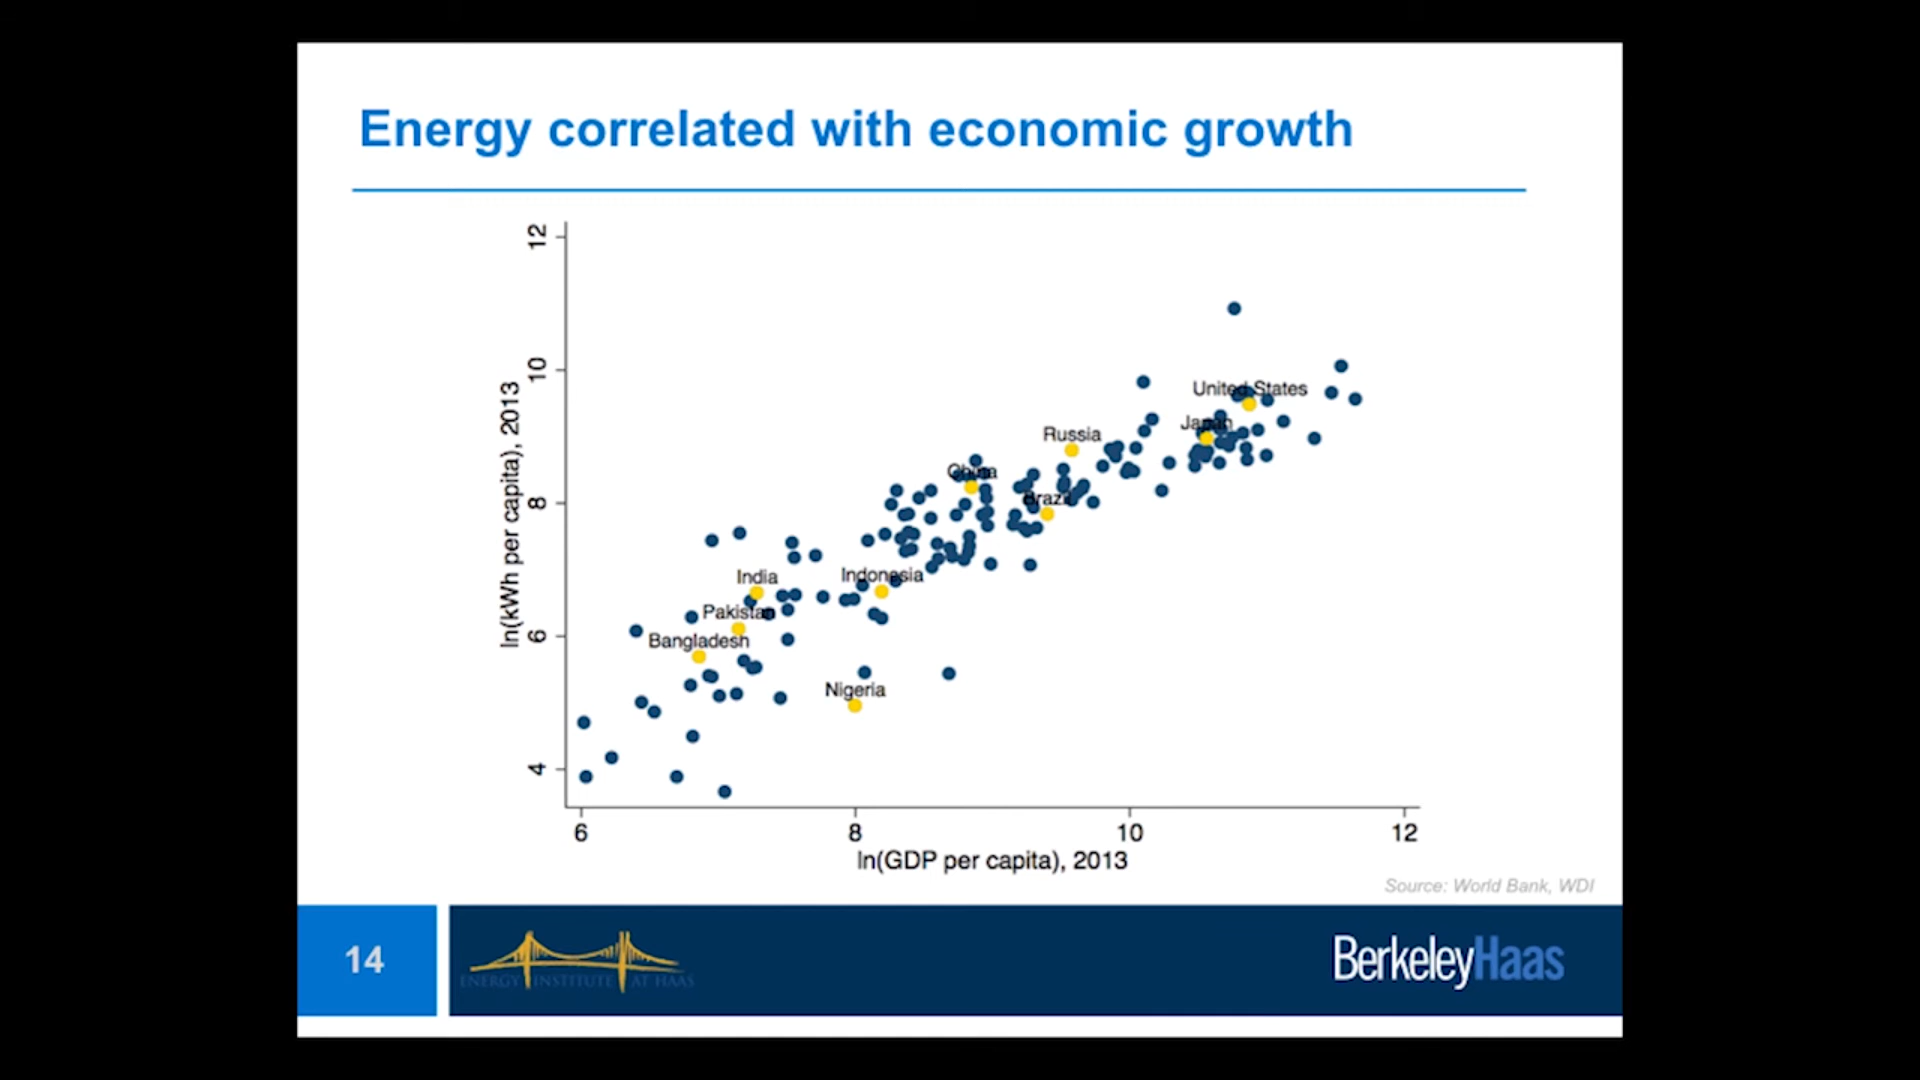 Energy correlated with economic growth
ln(kWh per capita), 2013
12
10
8
6
4
United States
Japan
Russia
China
Brazil
India
Indonesia
Pakistan
Bangladesh
Nigeria
6 8 10 12
ln(GDP per capita), 2013
Source: World Bank, WDI
14
ENERGY INSTITUTE AT HAAS
BerkeleyHaas